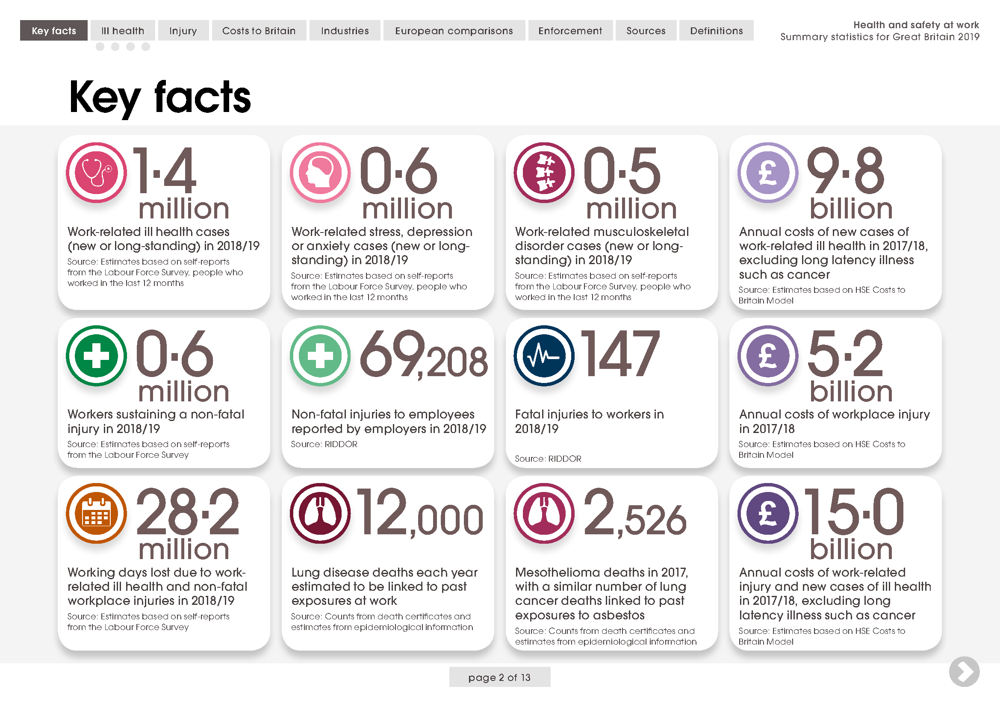 Key facts
Ill health
Injury
Costs to Britain
Industries
European comparisons
Enforcement
Sources
Definitions
Health and safety at work
Summary statistics for Great Britain 2019
Key facts
1·4
million
Work-related ill health cases
(new or long-standing) in 2018/19
Source: Estimates based on self-reports
from the Labour Force Survey, people who
worked in the last 12 months
0·6
million
Work-related stress, depression
or anxiety cases (new or long-
standing) in 2018/19
Source: Estimates based on self-reports
from the Labour Force Survey, people who
worked in the last 12 months
0·5
million
Work-related musculoskeletal
disorder cases (new or long-
standing) in 2018/19
Source: Estimates based on self-reports
from the Labour Force Survey, people who
worked in the last 12 months
£
9·8
billion
Annual costs of new cases of
work-related ill health in 2017/18,
excluding long latency illness
such as cancer
Source: Estimates based on HSE Costs to
Britain Model
0·6
million
Workers sustaining a non-fatal
injury in 2018/19
Source: Estimates based on self-reports
from the Labour Force Survey
69,208
Non-fatal injuries to employees
reported by employers in 2018/19
Source: RIDDOR
147
Fatal injuries to workers in
2018/19
Source: RIDDOR
£
5·2
billion
Annual costs of workplace injury
in 2017/18
Source: Estimates based on HSE Costs to
Britain Model
28·2
million
Working days lost due to work-
related ill health and non-fatal
workplace injuries in 2018/19
Source: Estimates based on self-reports
from the Labour Force Survey
12,000
Lung disease deaths each year
estimated to be linked to past
exposures at work
Source: Counts from death certificates and
estimates from epidemiological information
2,526
Mesothelioma deaths in 2017,
with a similar number of lung
cancer deaths linked to past
exposures to asbestos
Source: Counts from death certificates and
estimates from epidemiological information
£
15·0
billion
Annual costs of work-related
injury and new cases of ill health
in 2017/18, excluding long
latency illness such as cancer
Source: Estimates based on HSE Costs to
Britain Model
page 2 of 13